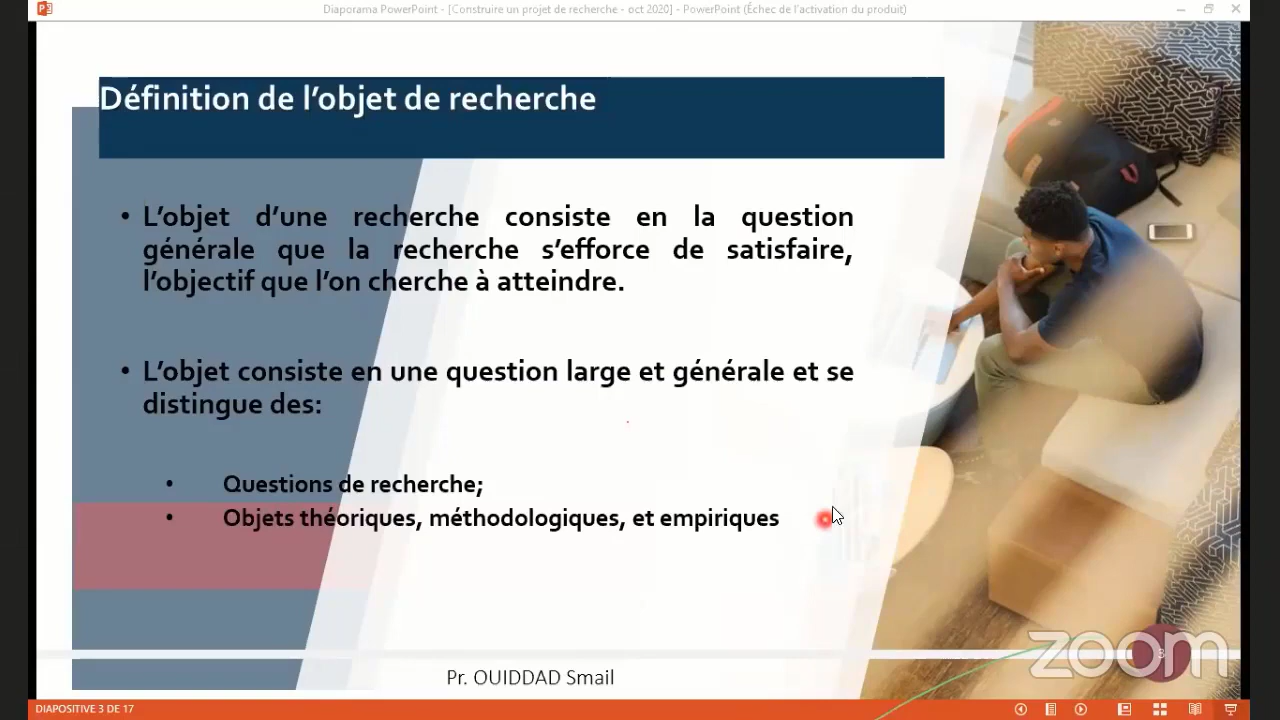 Diaporama PowerPoint - [Construire un projet de recherche - oct 2020] - PowerPoint (Échec de l'activation du produit)
Définition de l'objet de recherche
• L'objet d'une recherche consiste en la question
générale que la recherche s'efforce de satisfaire,
l'objectif que l'on cherche à atteindre.
• L'objet consiste en une question large et générale et se
distingue des:
• Questions de recherche;
• Objets théoriques, méthodologiques, et empiriques
zoom
Pr. OUIDDAD Smail
DIAPOSITIVE 3 DE 17